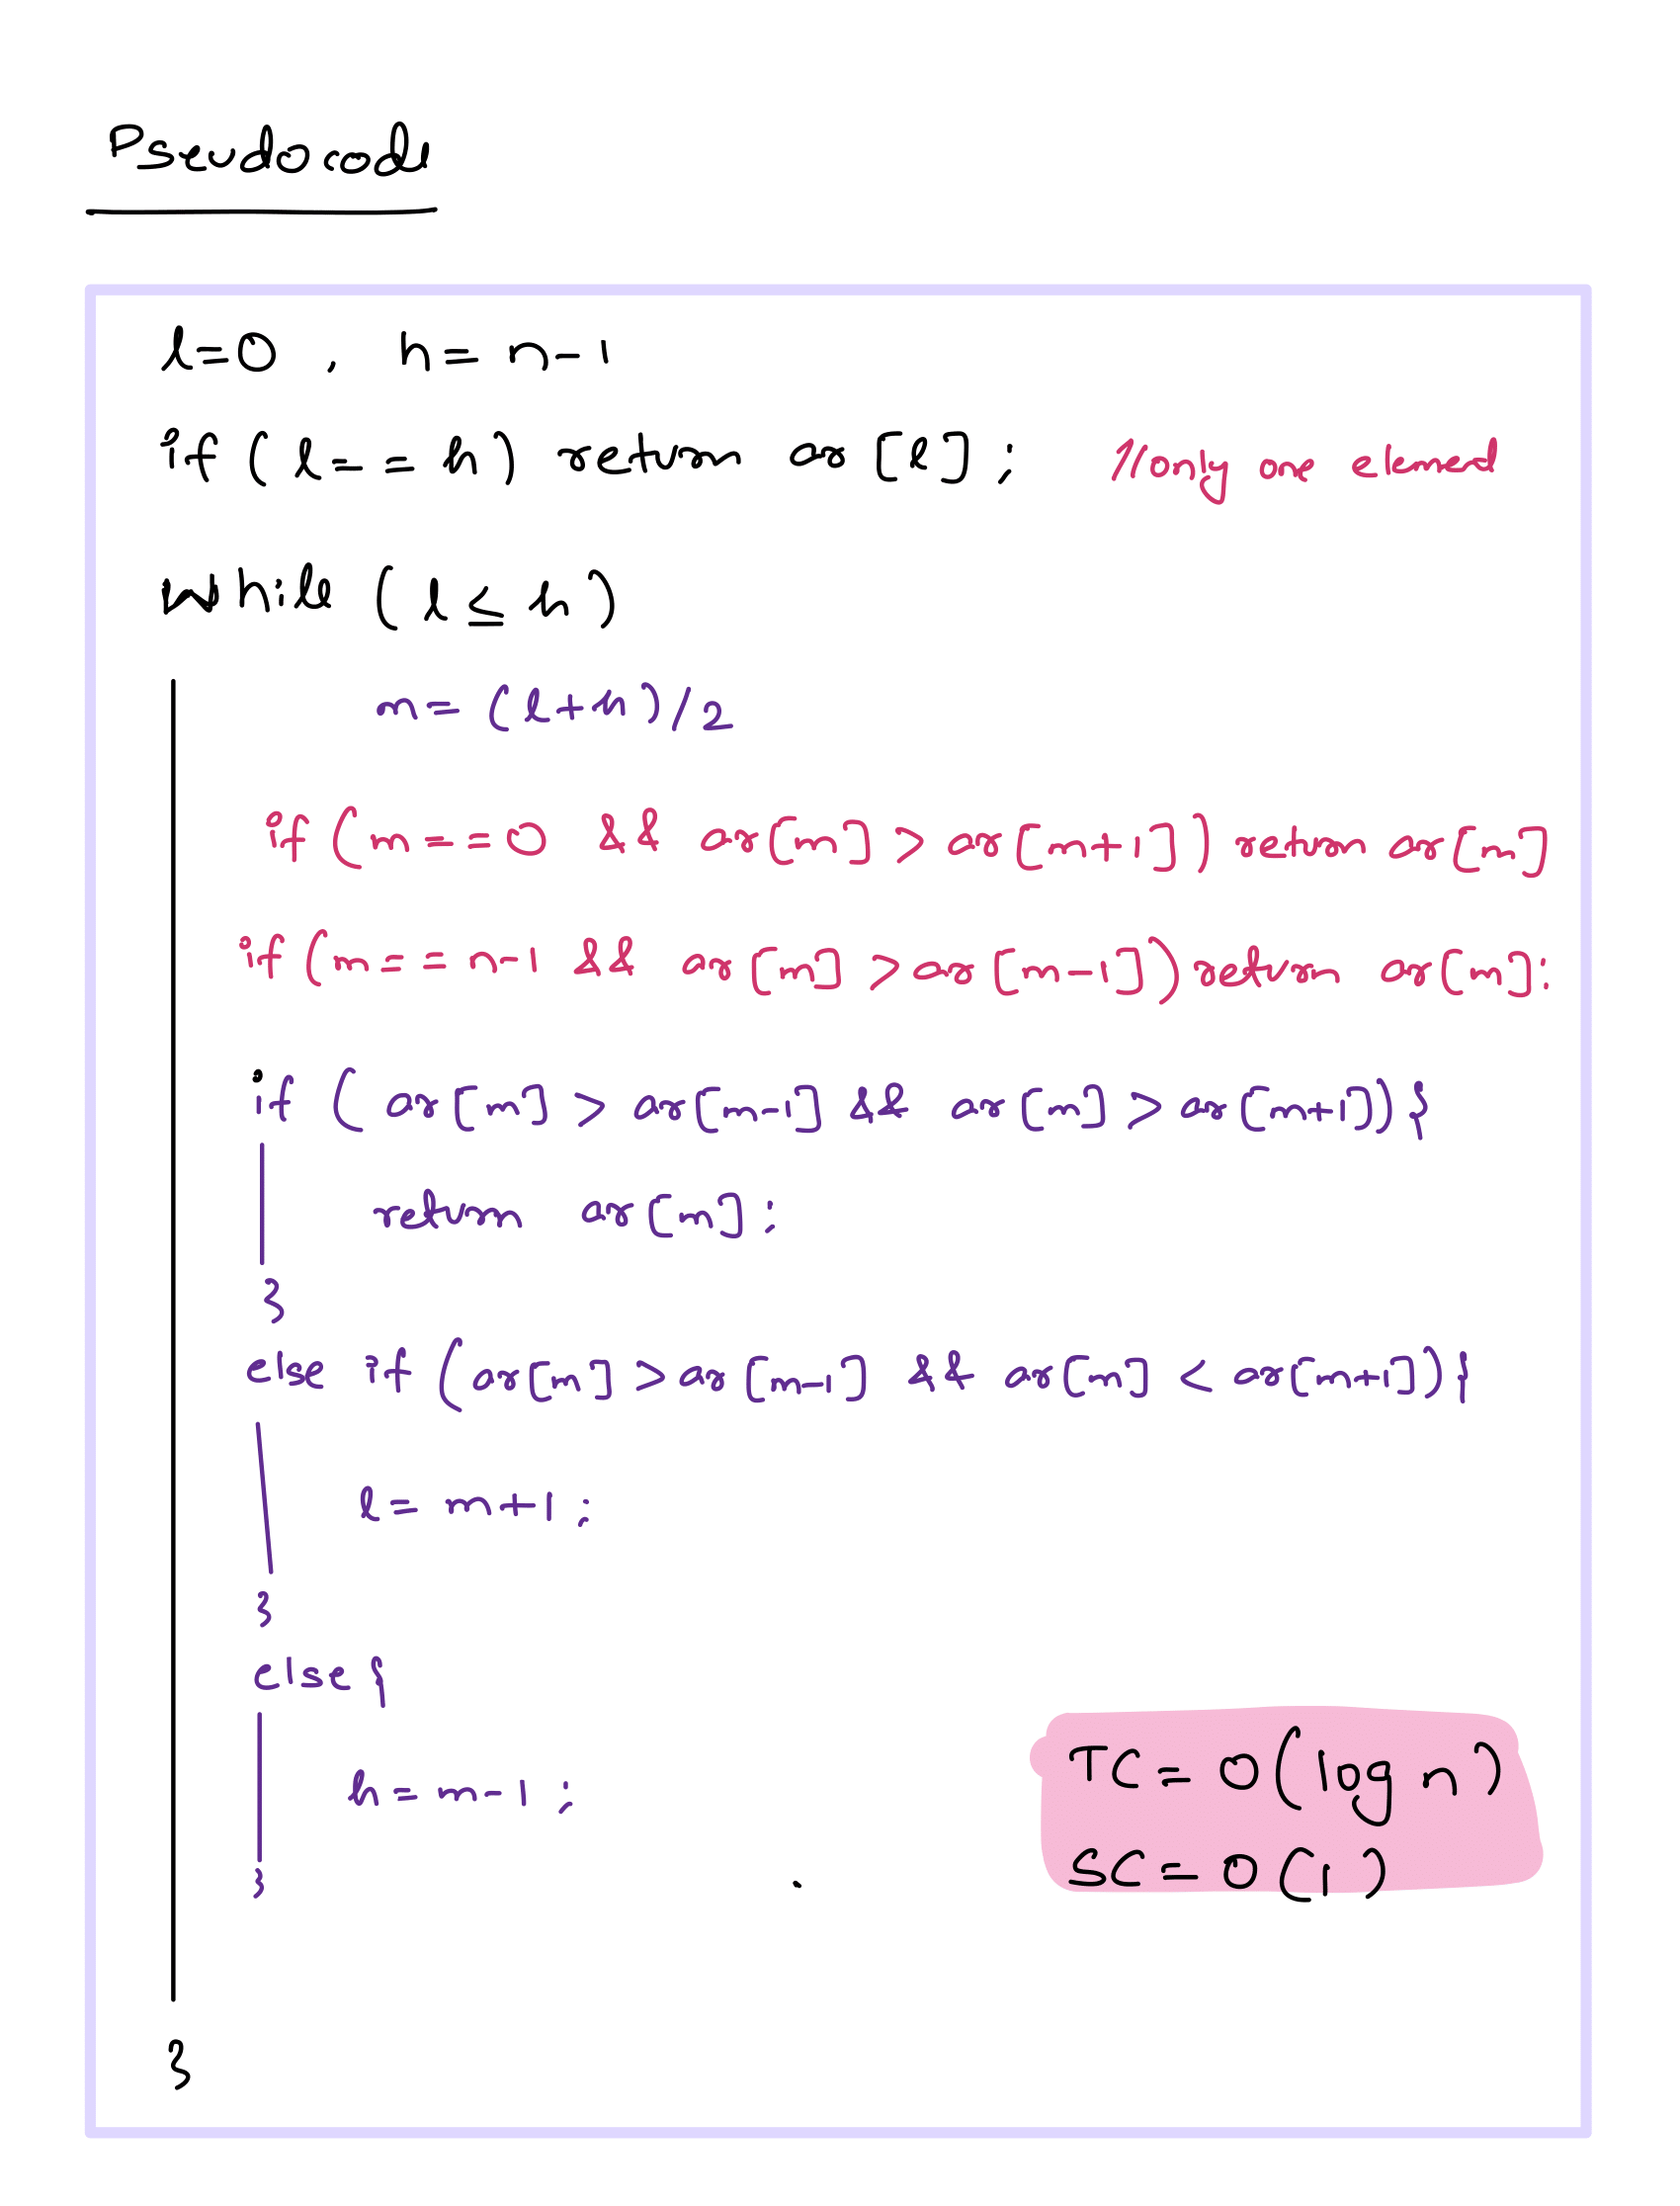 Pseudocode
l=0 , h= n-1
if (l==h) return ar[l]; //only one element
while (l≤h)
m= (l+h)/2
if (m==0 && ar[m] > ar[m+1]) return ar[m]
if (m==n-1 && ar[m] > ar[m-1]) return ar[m];
if ( ar[m] > ar[m-1] && ar[m] > ar[m+1]) {
return ar[m];
}
else if (ar[m] > ar[m-1] && ar[m] < ar[m+1]) {
l= m+1;
}
else {
h= m-1;
}
TC= O(log n)
SC= O(1)
}